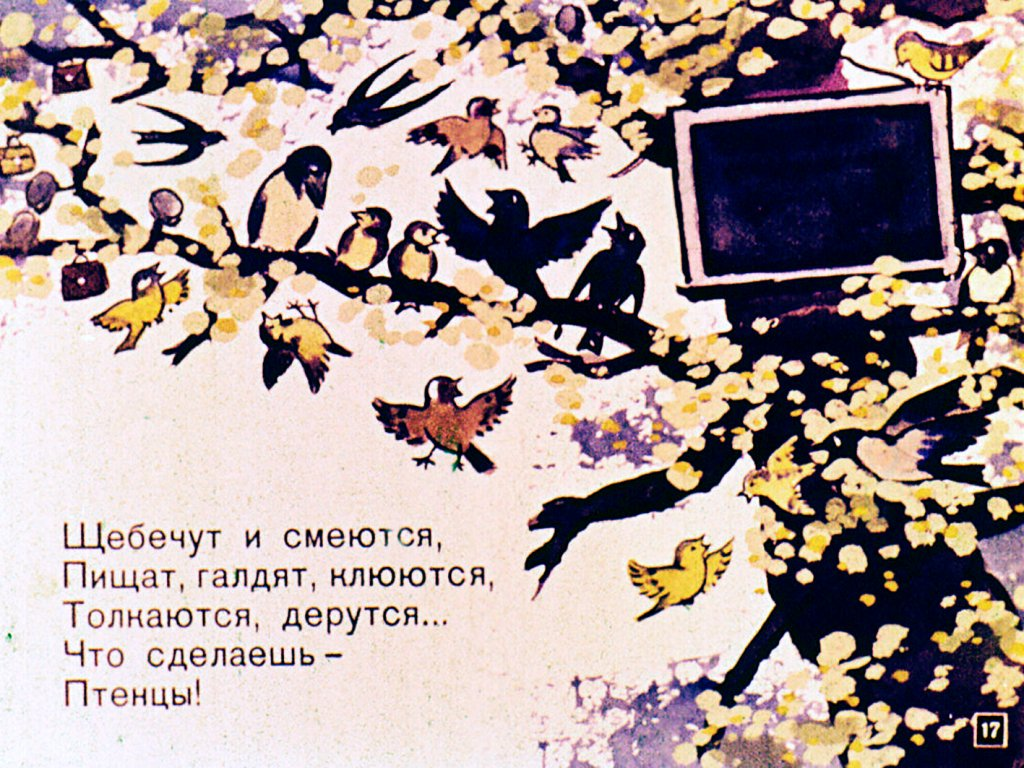 Щебечут и смеются,
Пищат, галдят, клюются,
Толкаются, дерутся...
Что сделаешь –
Птенцы!
17